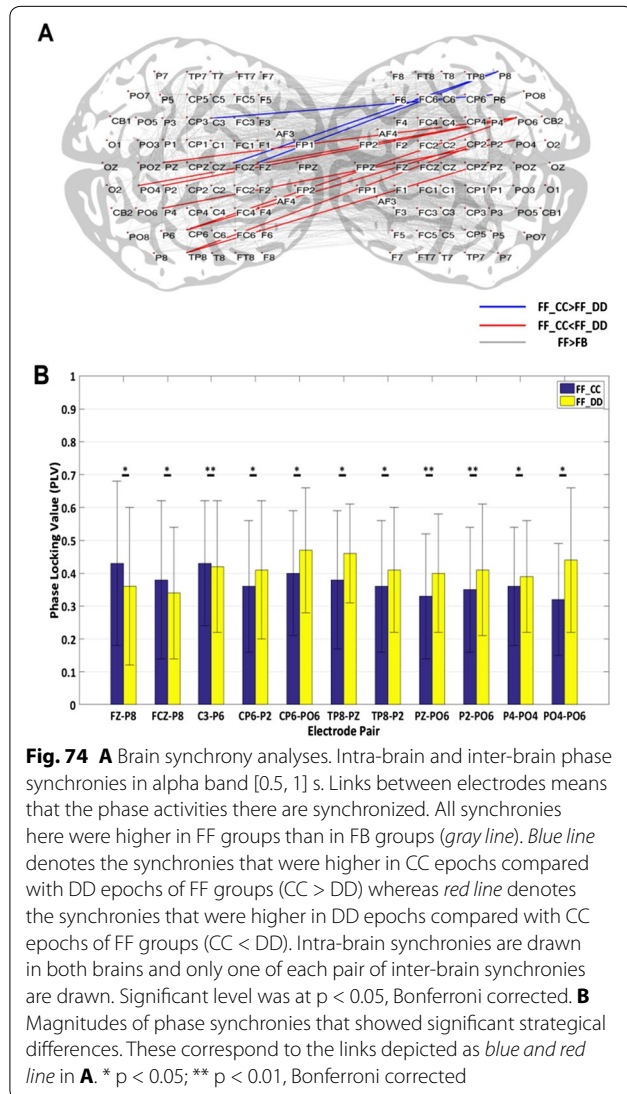 A
P7 TP7 T7 FT7 F7 F8 FT8 T8 TP8 P8
PO7 P5 CP5 C5 FC5 F5 F6 FC6 C6 CP6 P6 PO8
CB1 PO5 P3 CP3 C3 FC3 F3 F4 FC4 C4 CP4 P4 PO6 CB2
AF3 AF4
O1 PO3 P1 CP1 C1 FC1 F1 FP1 FP2 F2 FC2 C2 CP2 P2 PO4 O2
OZ POZ PZ CPZ CZ FCZ FZ FPZ FPZ FZ FCZ CZ CPZ PZ POZ OZ
O2 PO4 P2 CP2 C2 FC2 F2 FP2 FP1 F1 FC1 C1 CP1 P1 PO3 O1
AF4 AF3
CB2 PO6 P4 CP4 C4 FC4 F4 F3 FC3 C3 CP3 P3 PO5 CB1
PO8 P6 CP6 C6 FC6 F6 F5 FC5 C5 CP5 P5 PO7
P8 TP8 T8 FT8 F8 F7 FT7 T7 TP7 P7
FF_CC>FF_DD
FF_CC<FF_DD
FF>FB
B
Phase Locking Value (PLV)
1
0.9
0.8
0.7
0.6
0.5
0.4
0.3
0.2
0.1
0
FF_CC
FF_DD
* * ** * * * * ** ** * *
FZ-P8 FCZ-P8 C3-P6 CP6-P2 CP6-PO6 TP8-PZ TP8-P2 PZ-PO6 P2-PO6 P4-PO4 PO4-PO6
Electrode Pair
Fig. 74 A Brain synchrony analyses. Intra-brain and inter-brain phase
synchronies in alpha band [0.5, 1] s. Links between electrodes means
that the phase activities there are synchronized. All synchronies
here were higher in FF groups than in FB groups (gray line). Blue line
denotes the synchronies that were higher in CC epochs compared
with DD epochs of FF groups (CC > DD) whereas red line denotes
the synchronies that were higher in DD epochs compared with CC
epochs of FF groups (CC < DD). Intra-brain synchronies are drawn
in both brains and only one of each pair of inter-brain synchronies
are drawn. Significant level was at p < 0.05, Bonferroni corrected. B
Magnitudes of phase synchronies that showed significant strategical
differences. These correspond to the links depicted as blue and red
line in A. * p < 0.05; ** p < 0.01, Bonferroni corrected